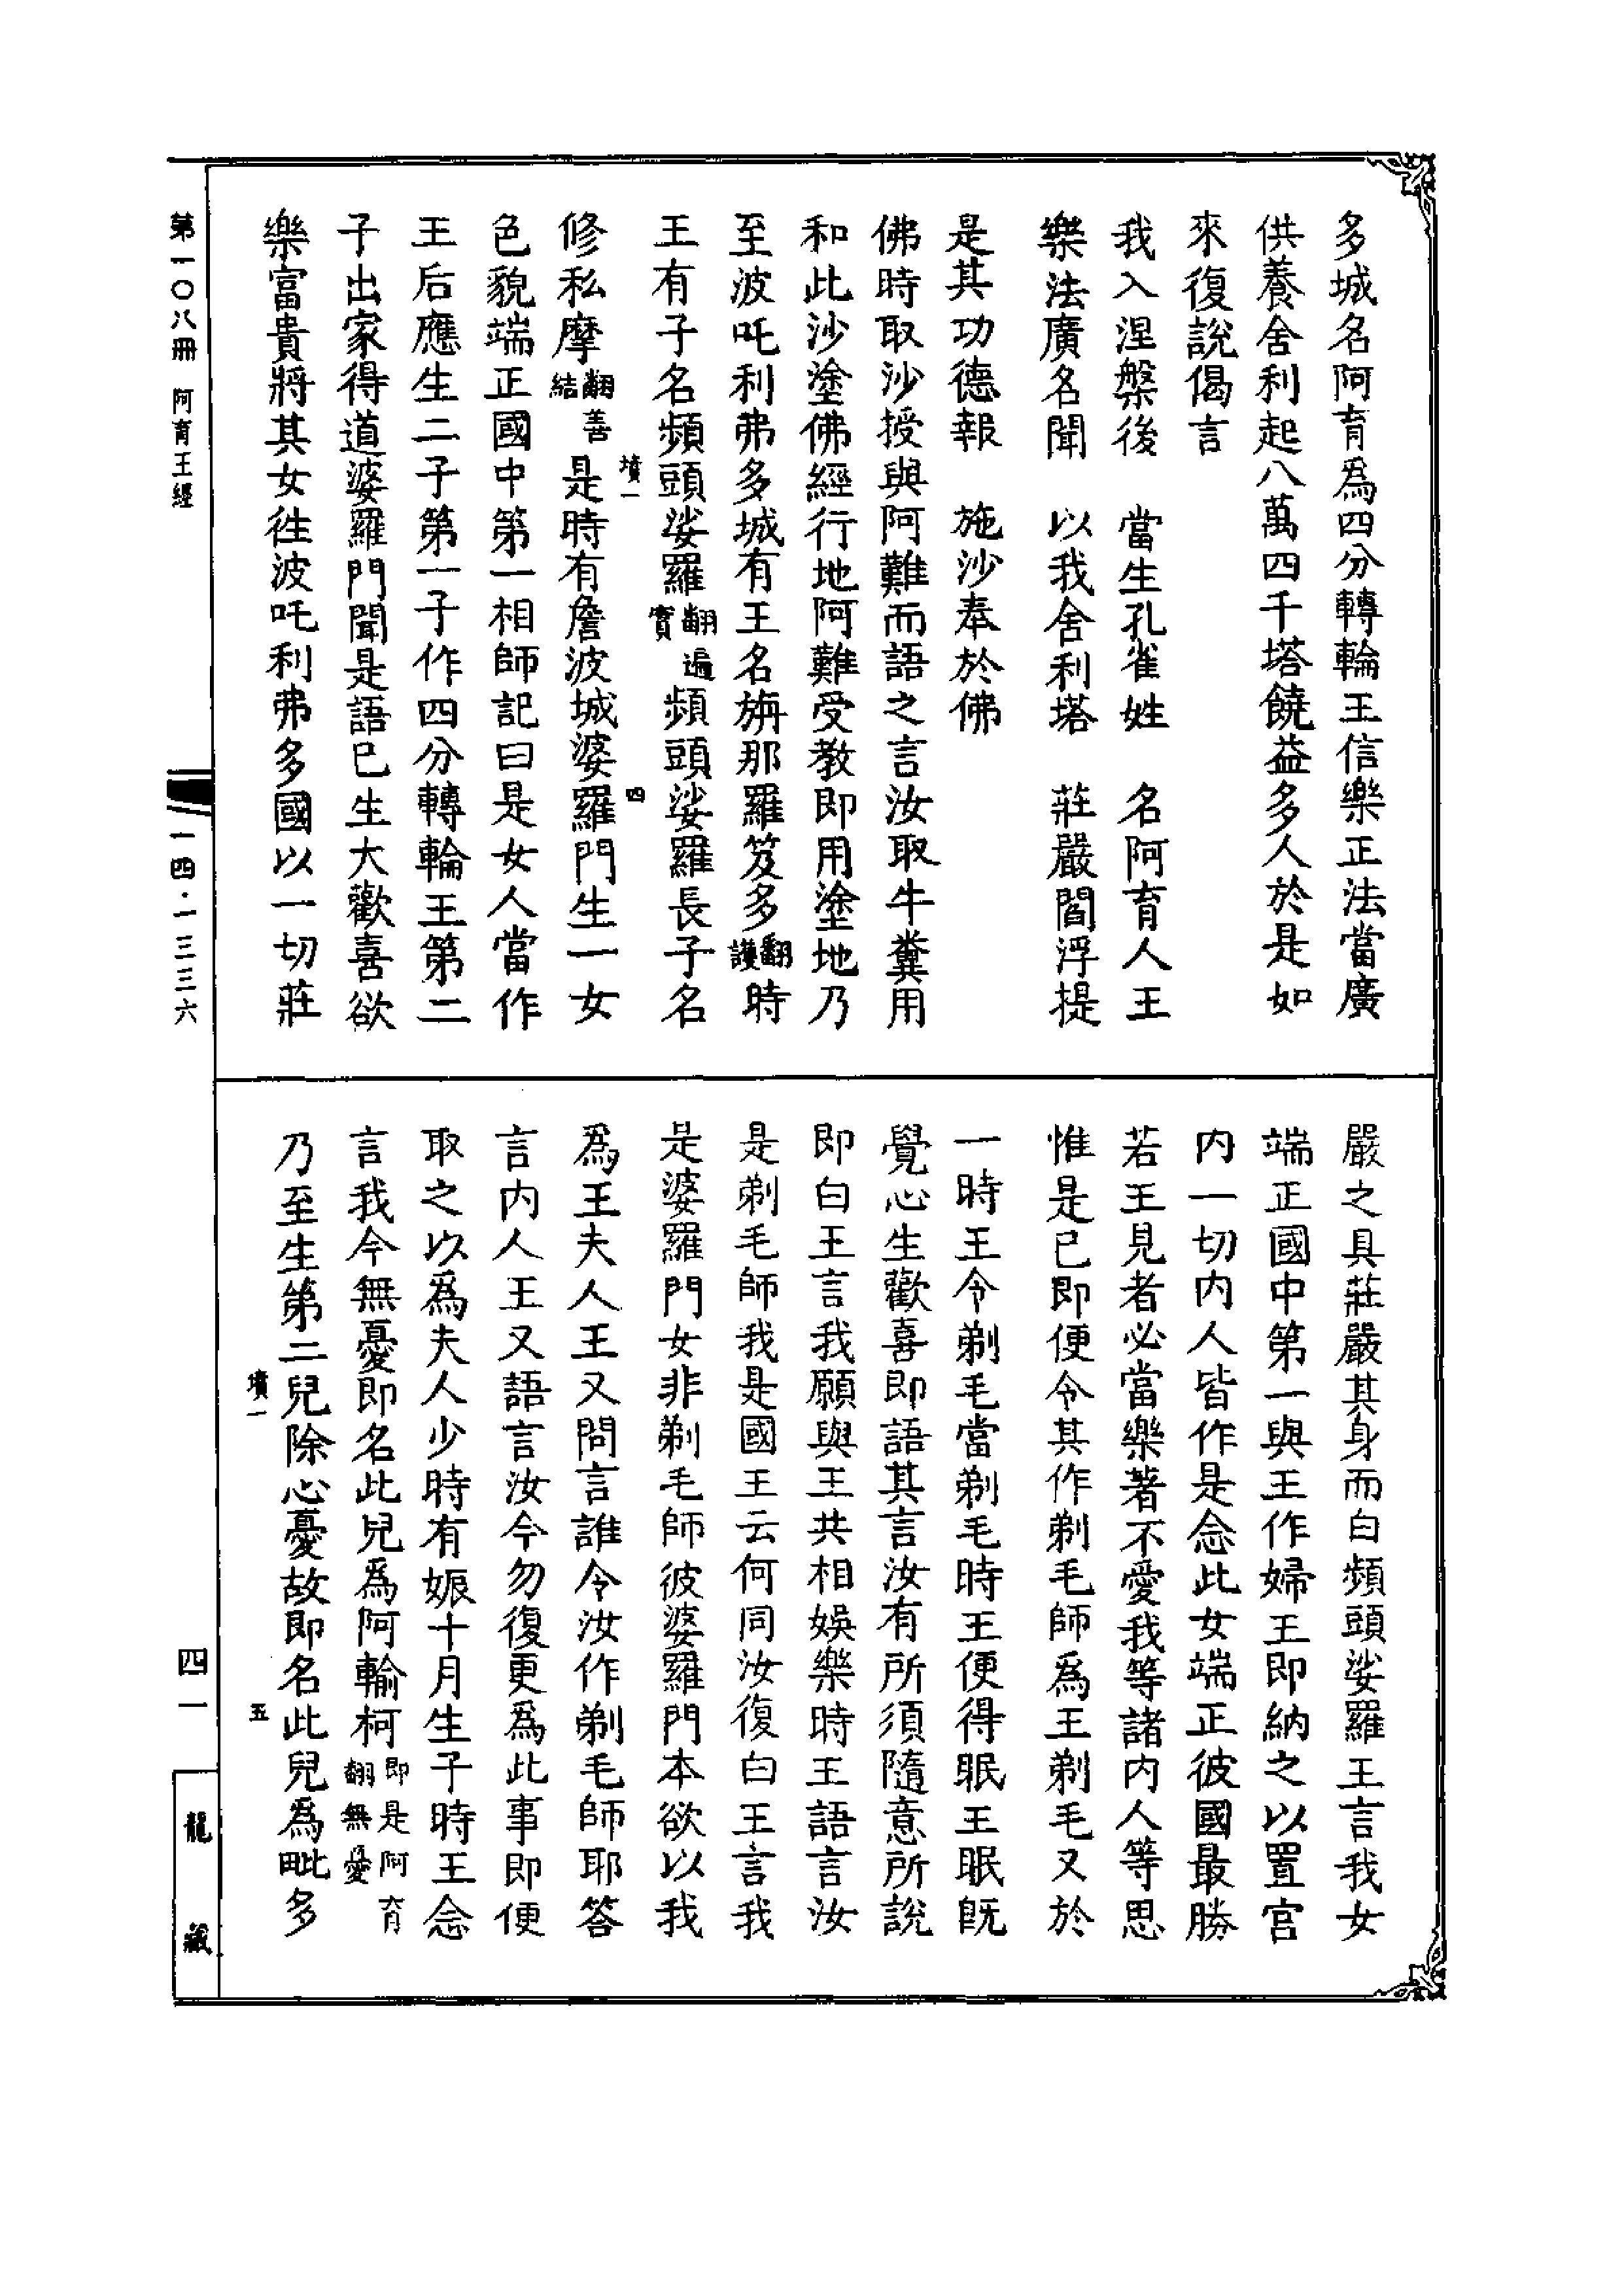 多城名阿育爲四分轉輪王信樂正法當廣
供養舍利起八萬四千塔饒益多人於是如
來復說偈言
我入涅槃後　當生孔雀姓　名阿育人王
樂法廣名聞　以我舍利塔　莊嚴閻浮提
是其功德報　施沙奉於佛
佛時取沙授與阿難而語之言汝取牛糞用
和此沙塗佛經行地阿難受教即用塗地乃
至波吒利弗多城有王名旃那羅笈多翻護時
王有子名頻頭娑羅翻遍實頻頭娑羅長子名
墳一　四
修私摩翻善結是時有詹波城婆羅門生一女
色貌端正國中第一相師記曰是女人當作
王后應生二子第一子作四分轉輪王第二
子出家得道婆羅門聞是語已生大歡喜欲
樂富貴將其女徃波吒利弗多國以一切莊
嚴之具莊嚴其身而白頻頭娑羅王言我女
端正國中第一與王作婦王即納之以置宫
内一切内人皆作是念此女端正彼國最勝
若王見者必當樂著不愛我等諸内人等思
惟是已即便令其作剃毛師爲王剃毛又於
一時王令剃毛當剃毛時王便得眠王眠既
覺心生歡喜即語其言汝有所須隨意所說
即白王言我願與王共相娛樂時王語言汝
是剃毛師我是國王云何同汝復白王言我
是婆羅門女非剃毛師彼婆羅門本欲以我
爲王夫人王又問言誰令汝作剃毛師耶答
言内人王又語言汝今勿復更爲此事即便
取之以爲夫人少時有娠十月生子時王念
言我今無憂即名此兒爲阿輸柯即是阿育翻無憂
乃至生第二兒除心憂故即名此兒爲毗多
墳一　五
第一〇八冊　阿育王經
一四·一三三六
四一
龍藏